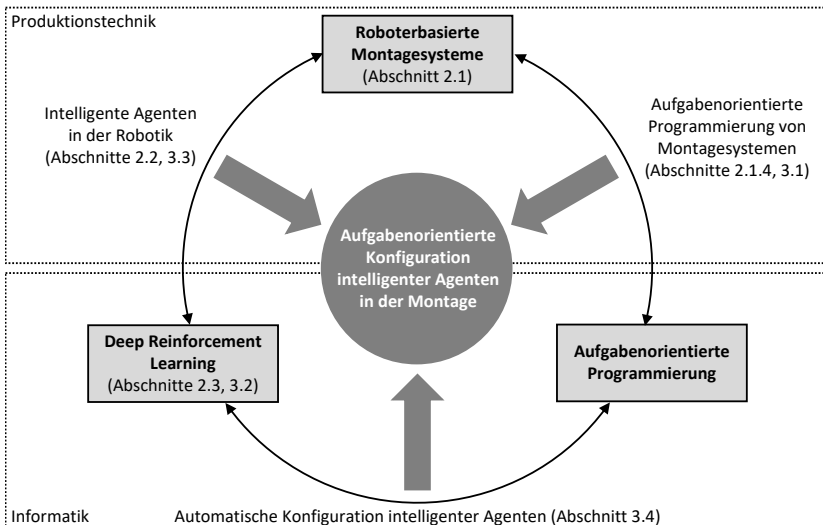 Produktionstechnik
Roboterbasierte
Montagesysteme
(Abschnitt 2.1)
Intelligente Agenten
in der Robotik
(Abschnitte 2.2, 3.3)
Aufgabenorientierte
Programmierung von
Montagesystemen
(Abschnitte 2.1.4, 3.1)
Aufgabenorientierte
Konfiguration
intelligenter Agenten
in der Montage
Deep Reinforcement
Learning
(Abschnitte 2.3, 3.2)
Aufgabenorientierte
Programmierung
Informatik
Automatische Konfiguration intelligenter Agenten (Abschnitt 3.4)